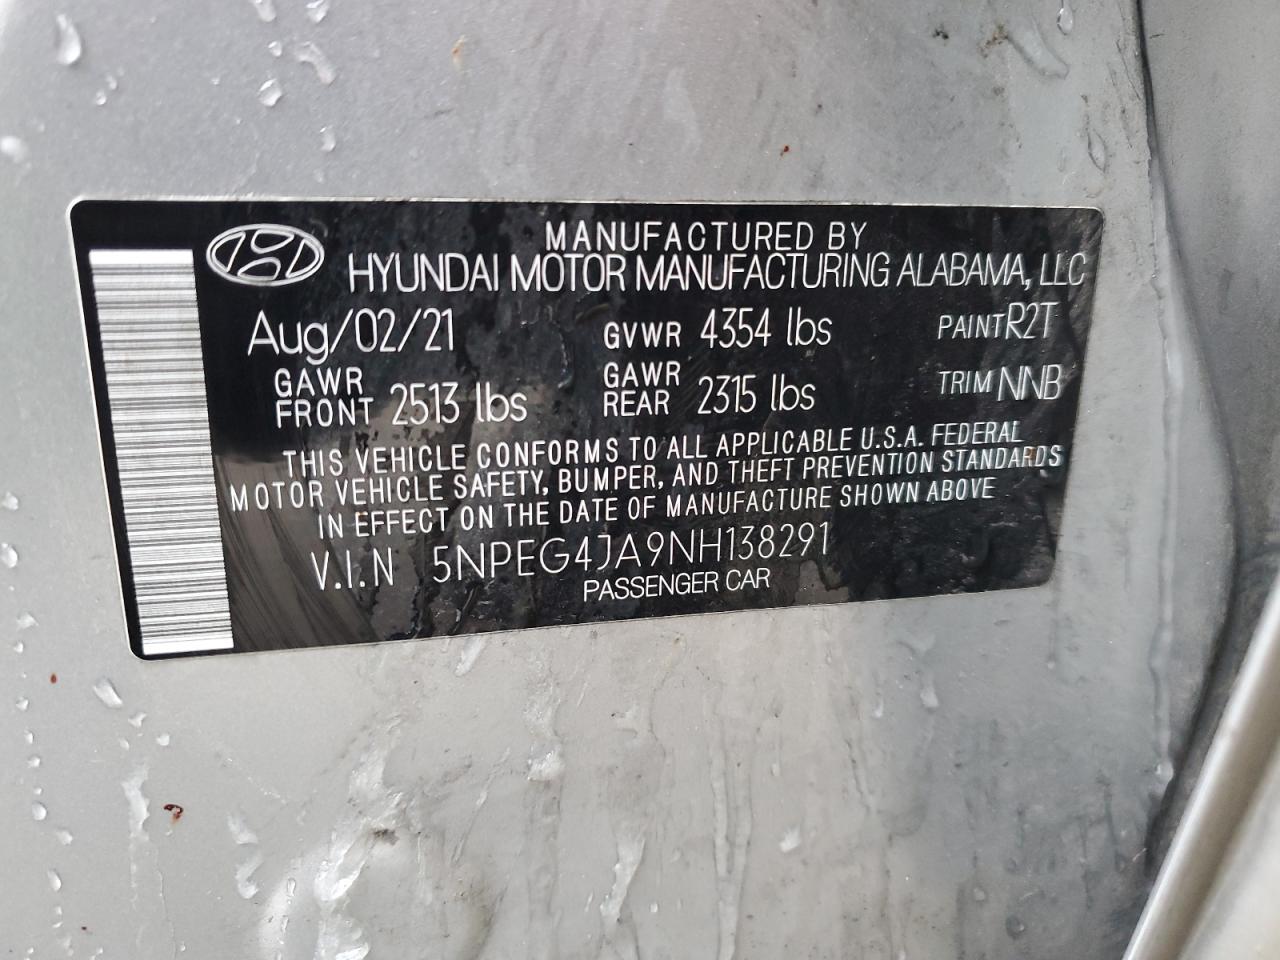 MANUFACTURED BY
HYUNDAI MOTOR MANUFACTURING ALABAMA, LLC
Aug/02/21 GVWR 4354 lbs PAINT R2T
GAWR FRONT 2513 lbs GAWR REAR 2315 lbs TRIM NNB
THIS VEHICLE CONFORMS TO ALL APPLICABLE U.S.A. FEDERAL
MOTOR VEHICLE SAFETY, BUMPER, AND THEFT PREVENTION STANDARDS
IN EFFECT ON THE DATE OF MANUFACTURE SHOWN ABOVE
V.I.N 5NPEG4JA9NH138291
PASSENGER CAR